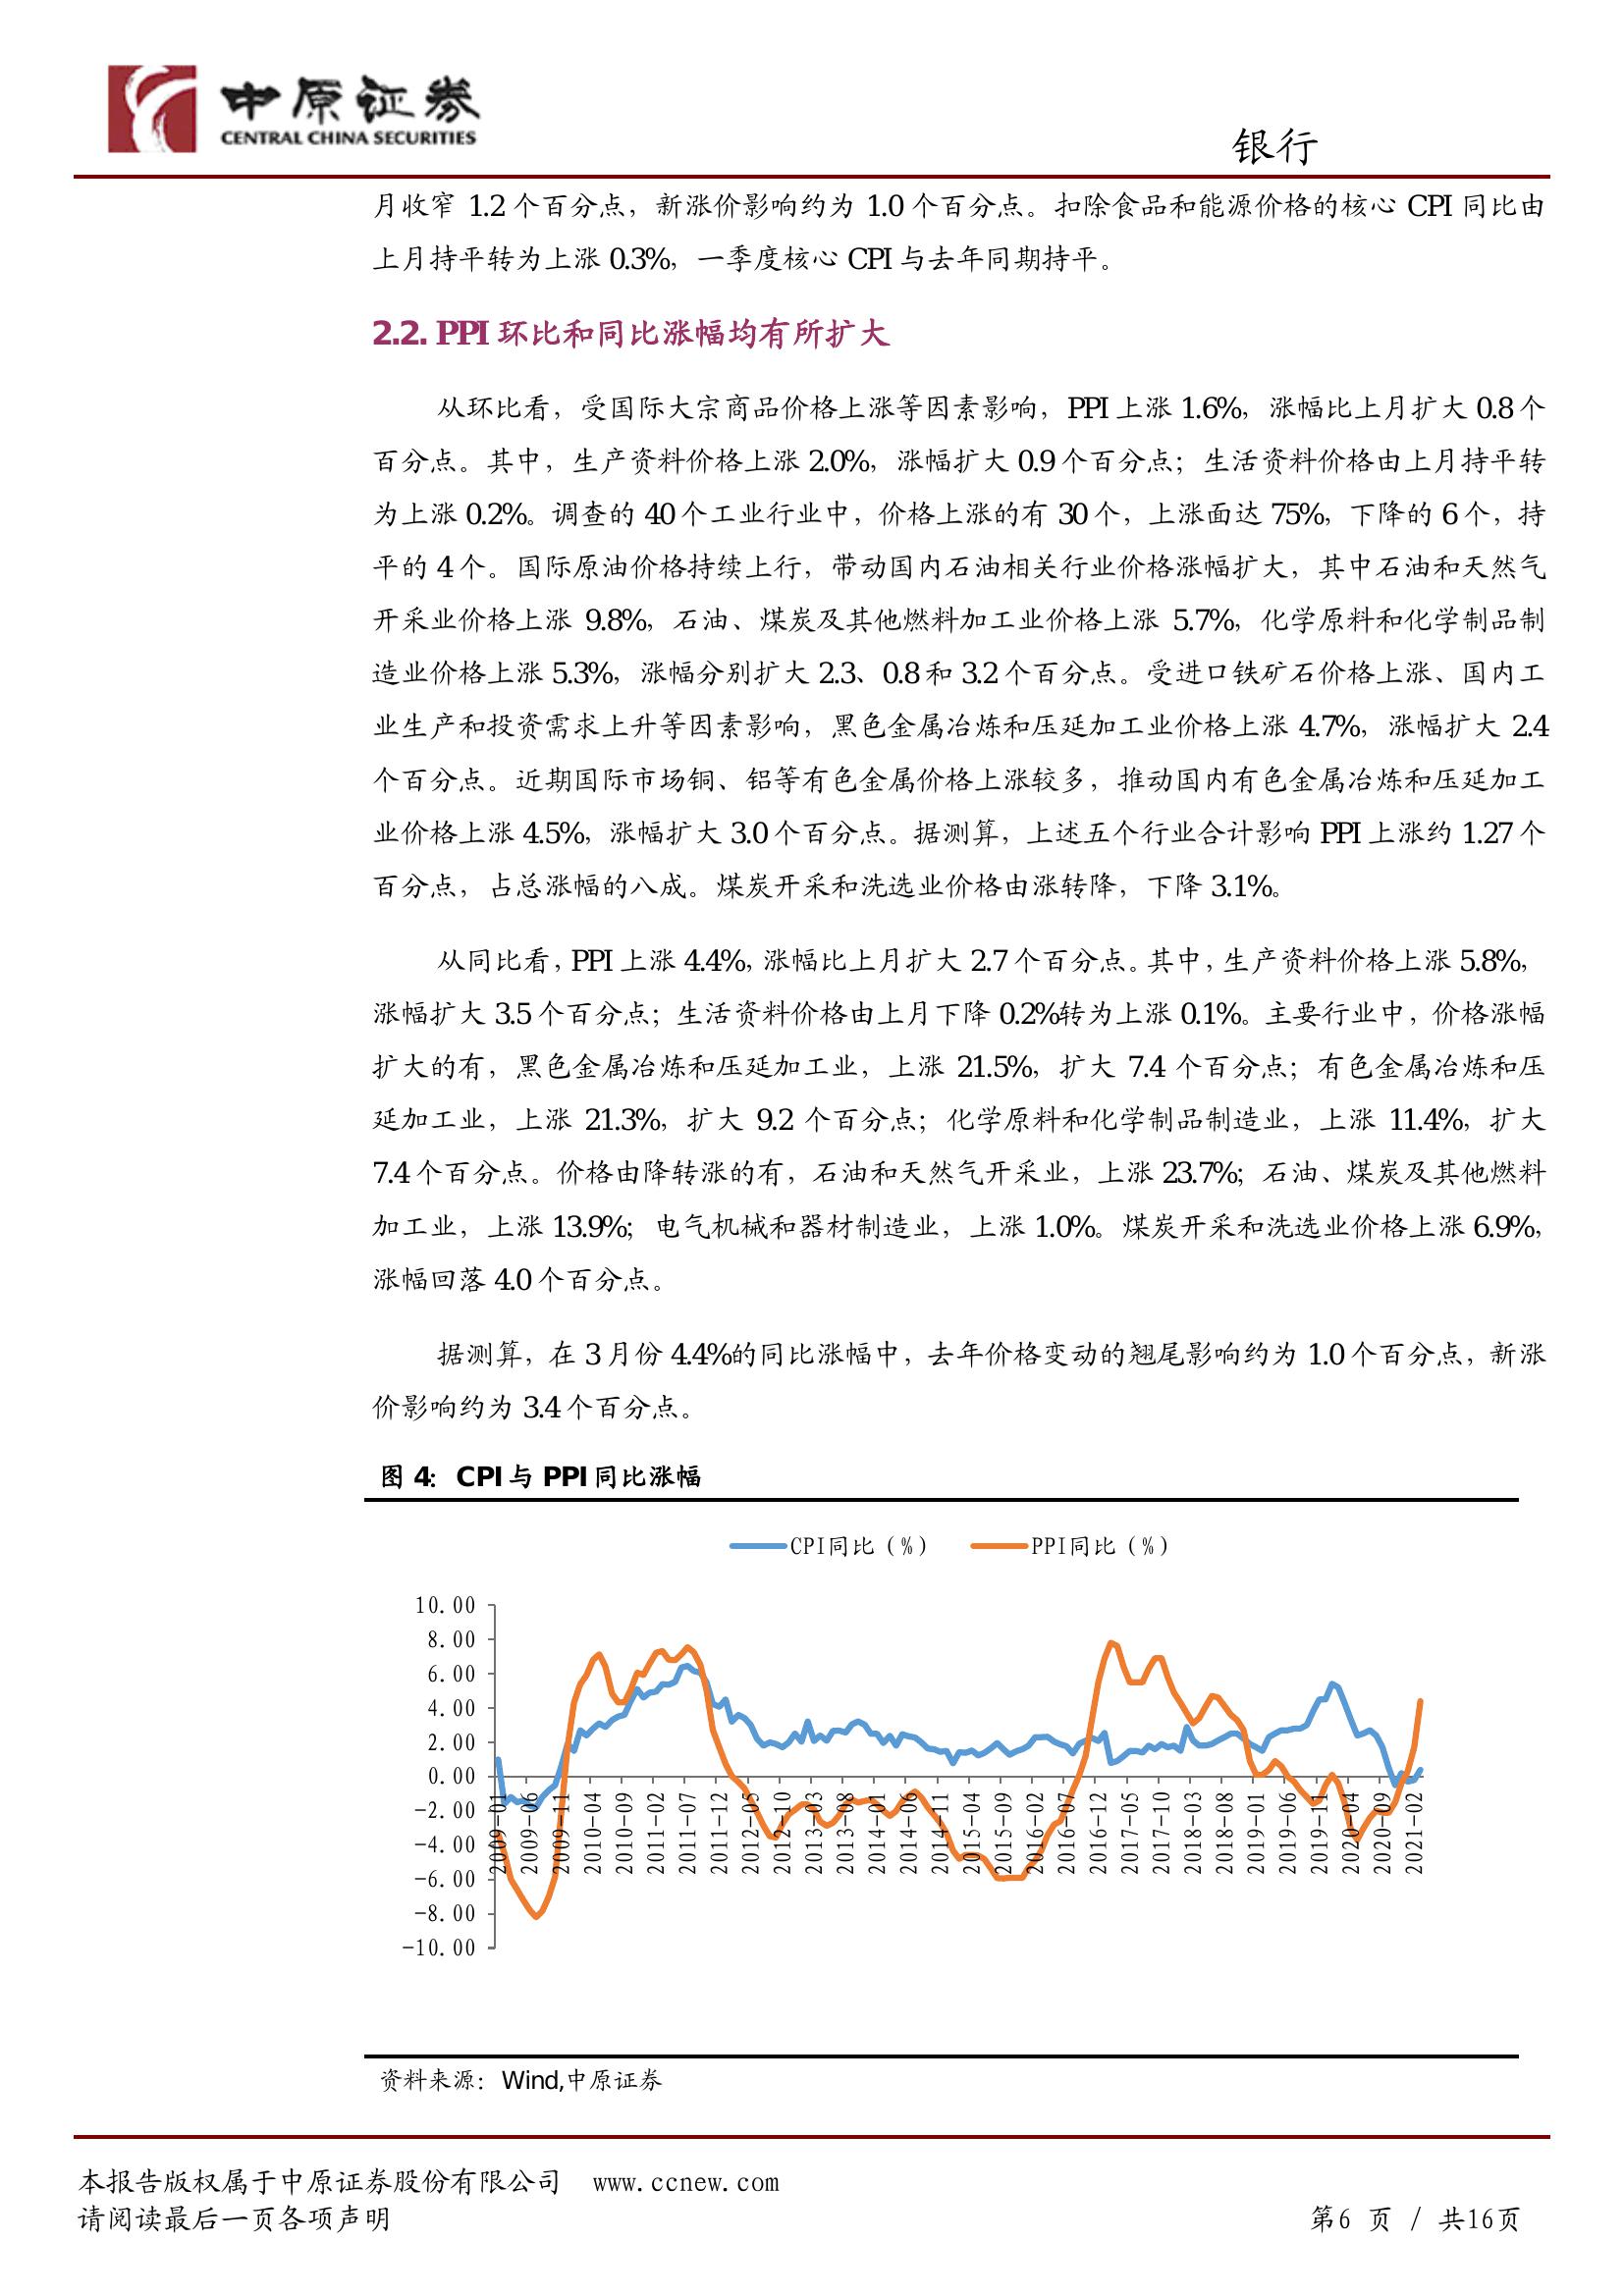 中原证券
CENTRAL CHINA SECURITIES
银行
月收窄 1.2 个百分点，新涨价影响约为 1.0 个百分点。扣除食品和能源价格的核心 CPI 同比由
上月持平转为上涨 0.3%，一季度核心 CPI 与去年同期持平。
2.2. PPI 环比和同比涨幅均有所扩大
从环比看，受国际大宗商品价格上涨等因素影响，PPI 上涨 1.6%，涨幅比上月扩大 0.8 个
百分点。其中，生产资料价格上涨 2.0%，涨幅扩大 0.9 个百分点；生活资料价格由上月持平转
为上涨 0.2%。调查的 40 个工业行业中，价格上涨的有 30 个，上涨面达 75%，下降的 6 个，持
平的 4 个。国际原油价格持续上行，带动国内石油相关行业价格涨幅扩大，其中石油和天然气
开采业价格上涨 9.8%，石油、煤炭及其他燃料加工业价格上涨 5.7%，化学原料和化学制品制
造业价格上涨 5.3%，涨幅分别扩大 2.3、0.8 和 3.2 个百分点。受进口铁矿石价格上涨、国内工
业生产和投资需求上升等因素影响，黑色金属冶炼和压延加工业价格上涨 4.7%，涨幅扩大 2.4
个百分点。近期国际市场铜、铝等有色金属价格上涨较多，推动国内有色金属冶炼和压延加工
业价格上涨 4.5%，涨幅扩大 3.0 个百分点。据测算，上述五个行业合计影响 PPI 上涨约 1.27 个
百分点，占总涨幅的八成。煤炭开采和洗选业价格由涨转降，下降 3.1%。
从同比看，PPI 上涨 4.4%，涨幅比上月扩大 2.7 个百分点。其中，生产资料价格上涨 5.8%，
涨幅扩大 3.5 个百分点；生活资料价格由上月下降 0.2%转为上涨 0.1%。主要行业中，价格涨幅
扩大的有，黑色金属冶炼和压延加工业，上涨 21.5%，扩大 7.4 个百分点；有色金属冶炼和压
延加工业，上涨 21.3%，扩大 9.2 个百分点；化学原料和化学制品制造业，上涨 11.4%，扩大
7.4 个百分点。价格由降转涨的有，石油和天然气开采业，上涨 23.7%；石油、煤炭及其他燃料
加工业，上涨 13.9%；电气机械和器材制造业，上涨 1.0%。煤炭开采和洗选业价格上涨 6.9%，
涨幅回落 4.0 个百分点。
据测算，在 3 月份 4.4%的同比涨幅中，去年价格变动的翘尾影响约为 1.0 个百分点，新涨
价影响约为 3.4 个百分点。
图 4：CPI 与 PPI 同比涨幅
CPI同比（%） PPI同比（%）
10.00
8.00
6.00
4.00
2.00
0.00
-2.00
-4.00
-6.00
-8.00
-10.00
2009-01 2009-06 2009-11 2010-04 2010-09 2011-02 2011-07 2011-12 2012-05 2012-10 2013-03 2013-08 2014-01 2014-06 2014-11 2015-04 2015-09 2016-02 2016-07 2016-12 2017-05 2017-10 2018-03 2018-08 2019-01 2019-06 2019-11 2020-04 2020-09 2021-02
资料来源：Wind,中原证券
本报告版权属于中原证券股份有限公司 www.ccnew.com
请阅读最后一页各项声明
第6 页 / 共16页